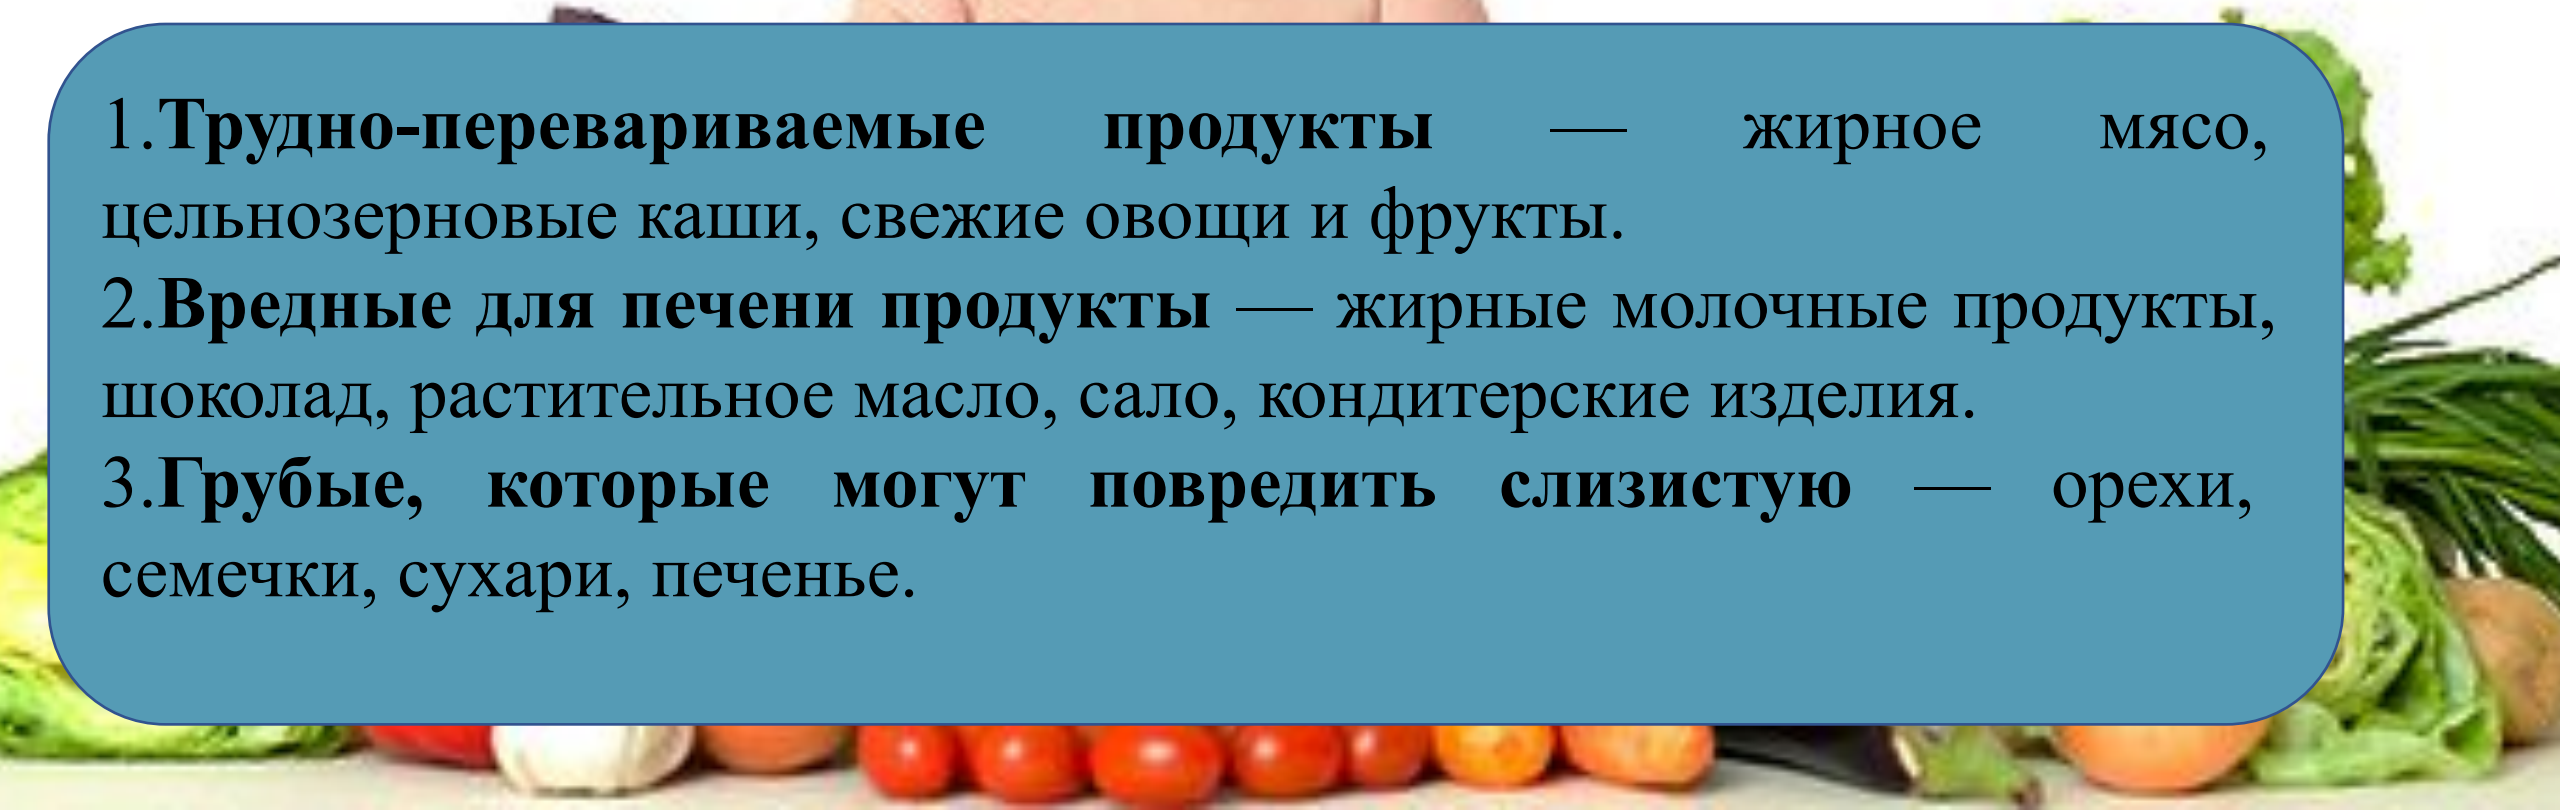 1.Трудно-перевариваемые продукты — жирное мясо,
цельнозерновые каши, свежие овощи и фрукты.
2.Вредные для печени продукты — жирные молочные продукты,
шоколад, растительное масло, сало, кондитерские изделия.
3.Грубые, которые могут повредить слизистую — орехи,
семечки, сухари, печенье.